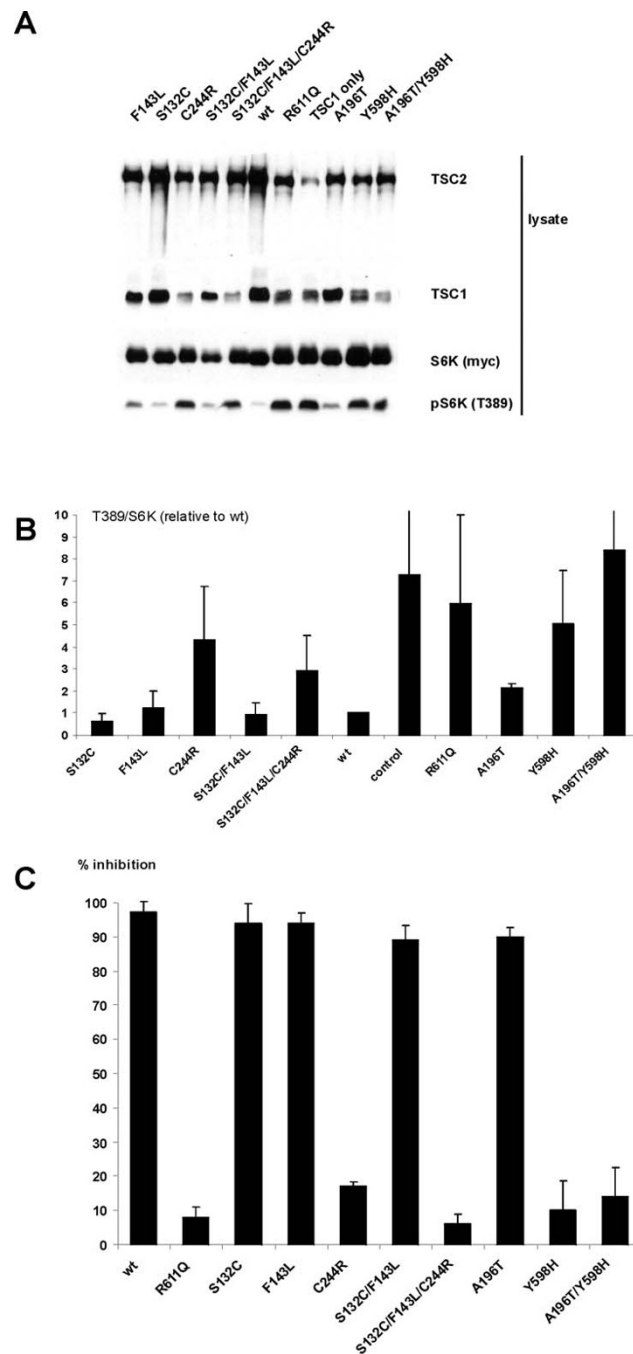 A
F143L
S132C
C244R
S132C/F143L
S132C/F143L/C244R
wt
R611Q
TSC1 only
A196T
Y598H
A196T/Y598H
TSC2
lysate
TSC1
S6K (myc)
pS6K (T389)
B
T389/S6K (relative to wt)
10
9
8
7
6
5
4
3
2
1
0
S132C
F143L
C244R
S132C/F143L
S132C/F143L/C244R
wt
control
R611Q
A196T
Y598H
A196T/Y598H
C
% inhibition
100
90
80
70
60
50
40
30
20
10
0
wt
R611Q
S132C
F143L
C244R
S132C/F143L
S132C/F143L/C244R
A196T
Y598H
A196T/Y598H